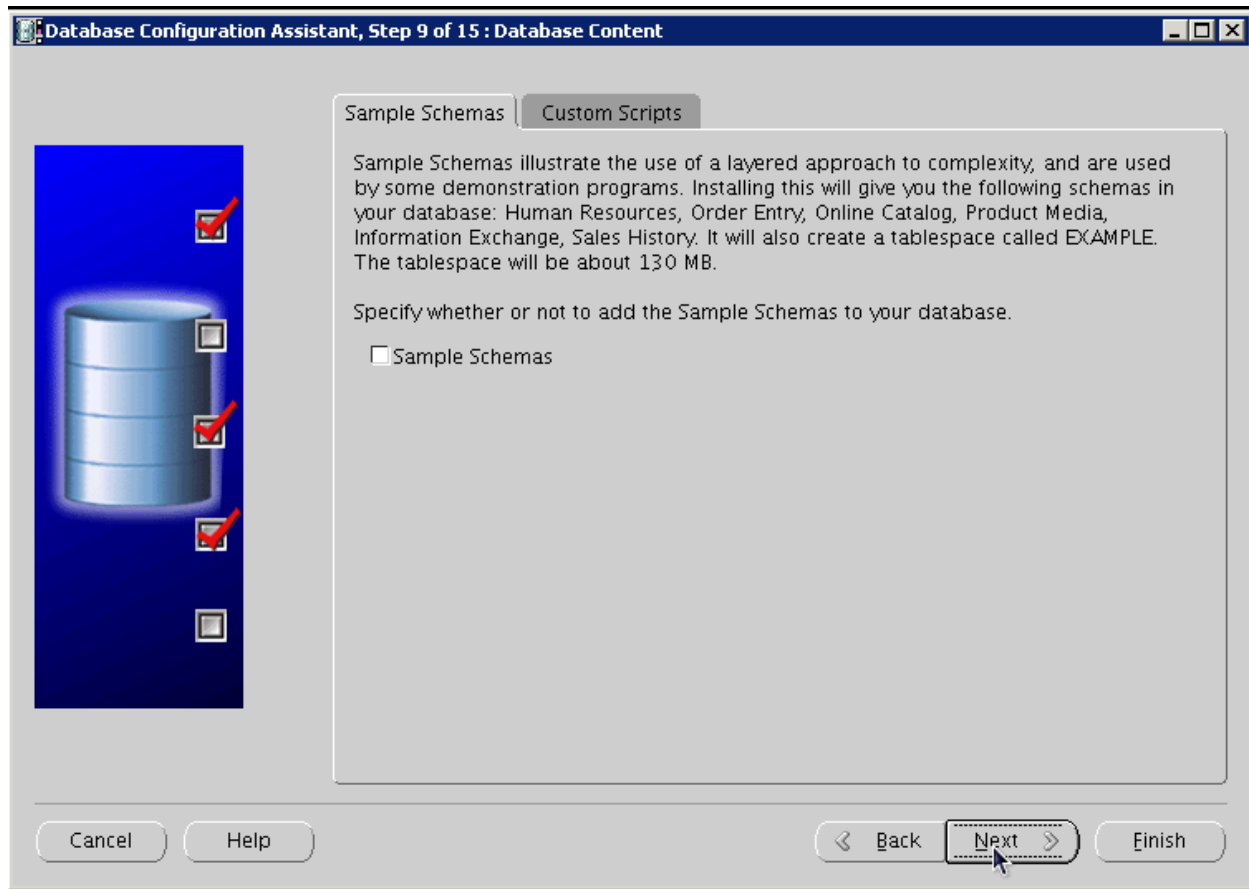 Database Configuration Assistant, Step 9 of 15 : Database Content
Sample Schemas
Custom Scripts
Sample Schemas illustrate the use of a layered approach to complexity, and are used
by some demonstration programs. Installing this will give you the following schemas in
your database: Human Resources, Order Entry, Online Catalog, Product Media,
Information Exchange, Sales History. It will also create a tablespace called EXAMPLE.
The tablespace will be about 130 MB.
Specify whether or not to add the Sample Schemas to your database.
Sample Schemas
Cancel
Help
Back
Next
Finish